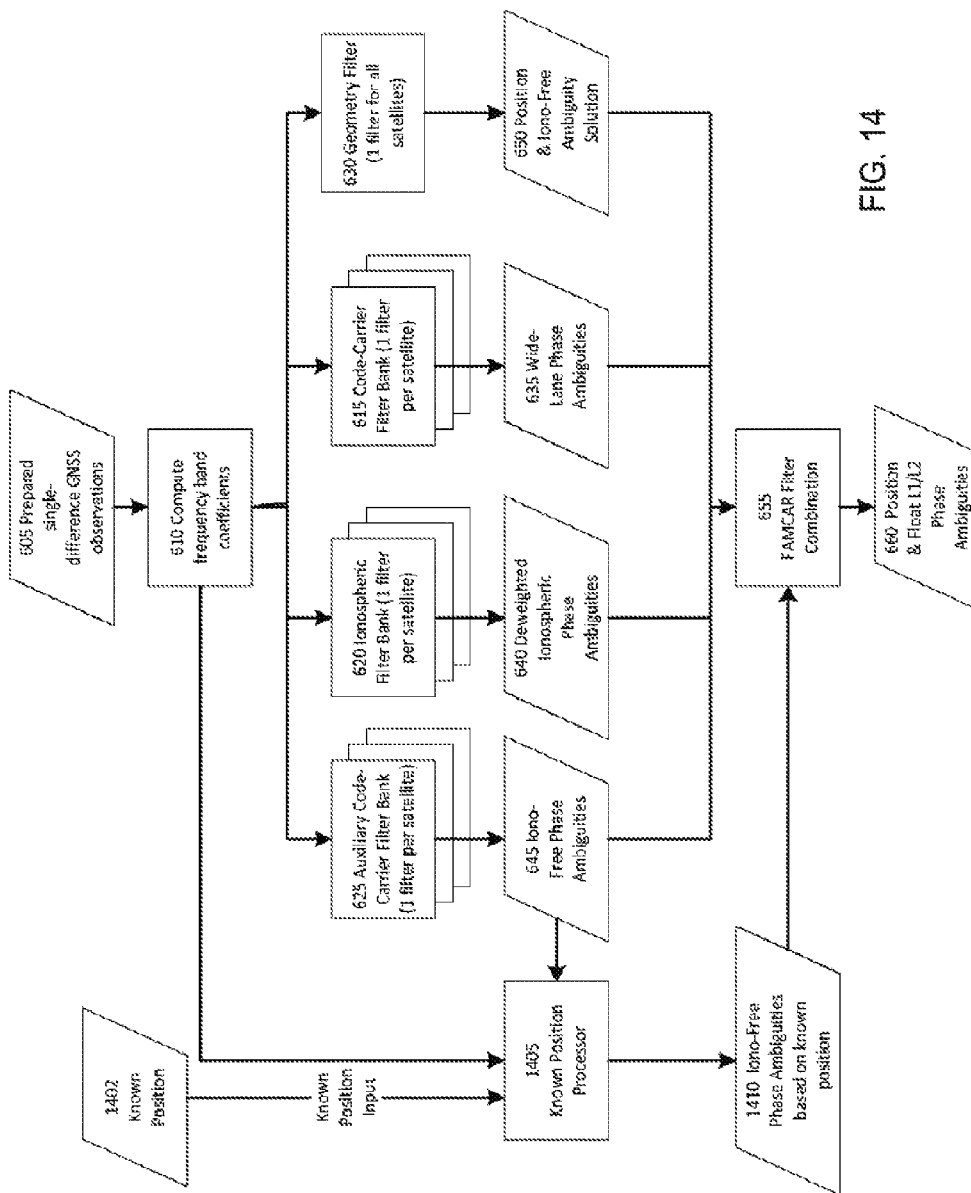 605 Prepared
single-
difference GNSS
observations
610 Compute
frequency band
coefficients
1402
Known
Position
Known
Position
Input
625 Auxiliary Code-
Carrier Filter Bank
(1 filter per satellite)
620 Ionospheric
Filter Bank (1 filter
per satellite)
615 Code-Carrier
Filter Bank (1 filter
per satellite)
630 Geometry Filter
(1 filter for all
satellites)
1405
Known Position
Processor
645 Iono-
Free Phase
Ambiguities
640 Deweighted
Ionospheric
Phase
Ambiguities
635 Wide-
Lane Phase
Ambiguities
650 Position
& Iono-Free
Ambiguity
Solution
1410 Iono-Free
Phase Ambiguities
based on known
position
655
FAMCAR Filter
Combination
660 Position
& Float L1/L2
Phase
Ambiguities
FIG. 14